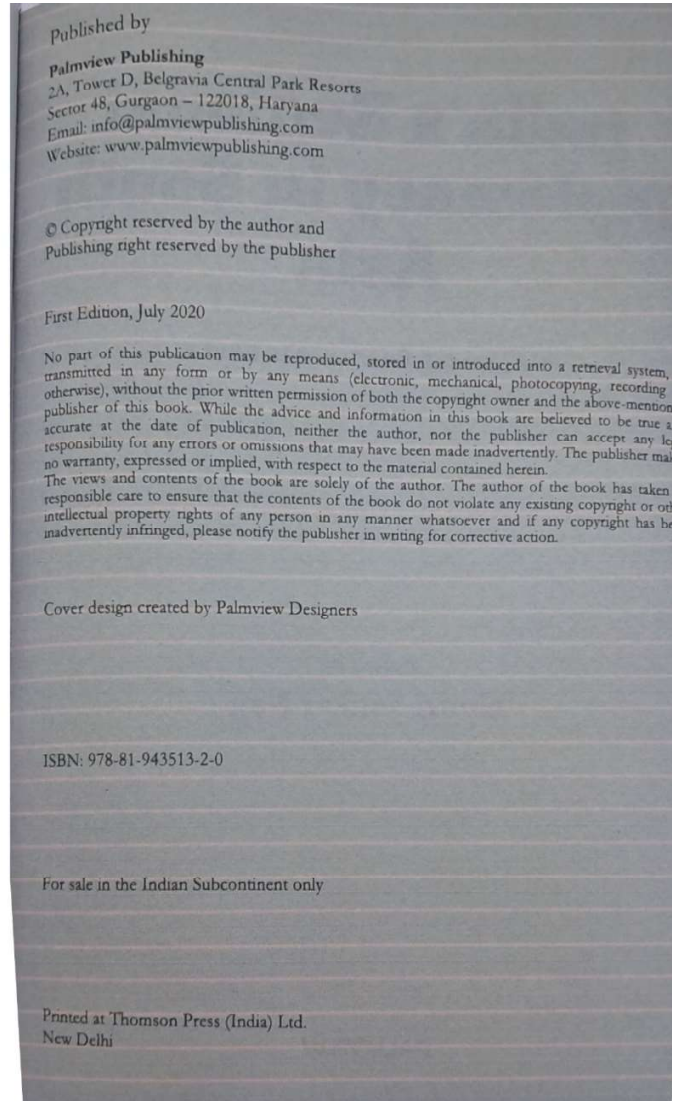 Published by
Palmview Publishing
2A, Tower D, Belgravia Central Park Resorts
Sector 48, Gurgaon – 122018, Haryana
Email: info@palmviewpublishing.com
Website: www.palmviewpublishing.com
© Copyright reserved by the author and
Publishing right reserved by the publisher
First Edition, July 2020
No part of this publication may be reproduced, stored in or introduced into a retrieval system,
transmitted in any form or by any means (electronic, mechanical, photocopying, recording
otherwise), without the prior written permission of both the copyright owner and the above-mention
publisher of this book. While the advice and information in this book are believed to be true a
accurate at the date of publication, neither the author, nor the publisher can accept any le
responsibility for any errors or omissions that may have been made inadvertently. The publisher mal
no warranty, expressed or implied, with respect to the material contained herein.
The views and contents of the book are solely of the author. The author of the book has taken
responsible care to ensure that the contents of the book do not violate any existing copyright or oth
intellectual property rights of any person in any manner whatsoever and if any copyright has be
inadvertently infringed, please notify the publisher in writing for corrective action.
Cover design created by Palmview Designers
ISBN: 978-81-943513-2-0
For sale in the Indian Subcontinent only
Printed at Thomson Press (India) Ltd.
New Delhi